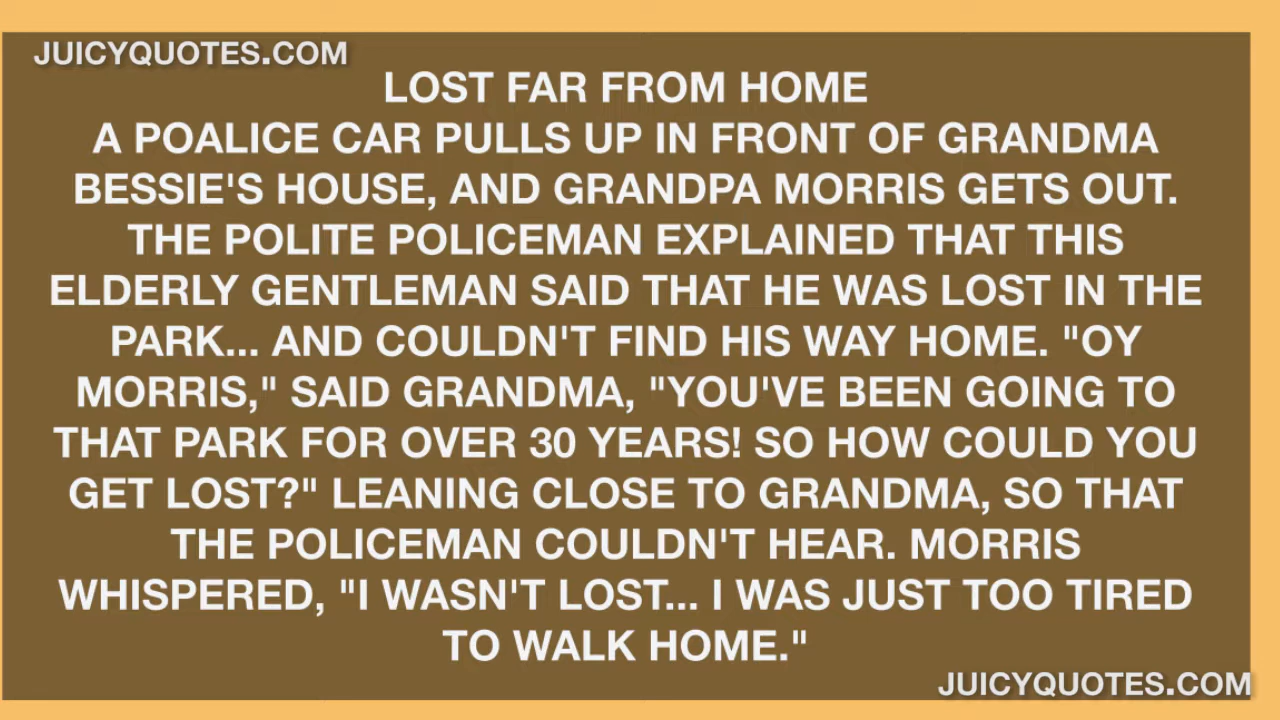 JUICYQUOTES.COM
LOST FAR FROM HOME
A POALICE CAR PULLS UP IN FRONT OF GRANDMA
BESSIE'S HOUSE, AND GRANDPA MORRIS GETS OUT.
THE POLITE POLICEMAN EXPLAINED THAT THIS
ELDERLY GENTLEMAN SAID THAT HE WAS LOST IN THE
PARK... AND COULDN'T FIND HIS WAY HOME. "OY
MORRIS," SAID GRANDMA, "YOU'VE BEEN GOING TO
THAT PARK FOR OVER 30 YEARS! SO HOW COULD YOU
GET LOST?" LEANING CLOSE TO GRANDMA, SO THAT
THE POLICEMAN COULDN'T HEAR. MORRIS
WHISPERED, "I WASN'T LOST... I WAS JUST TOO TIRED
TO WALK HOME."
JUICYQUOTES.COM